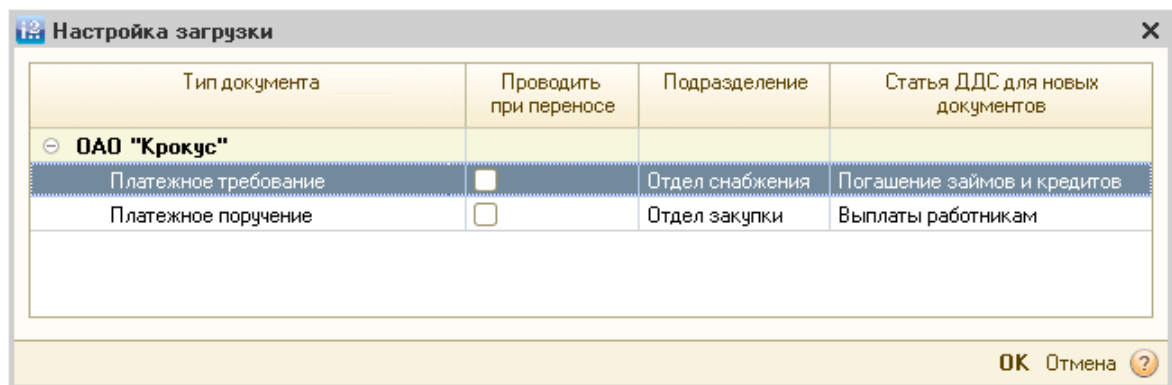 Настройка загрузки
Тип документа Проводить при переносе Подразделение Статья ДДС для новых документов
ОАО "Крокус"
Платежное требование Отдел снабжения Погашение займов и кредитов
Платежное поручение Отдел закупки Выплаты работникам
OK Отмена ?